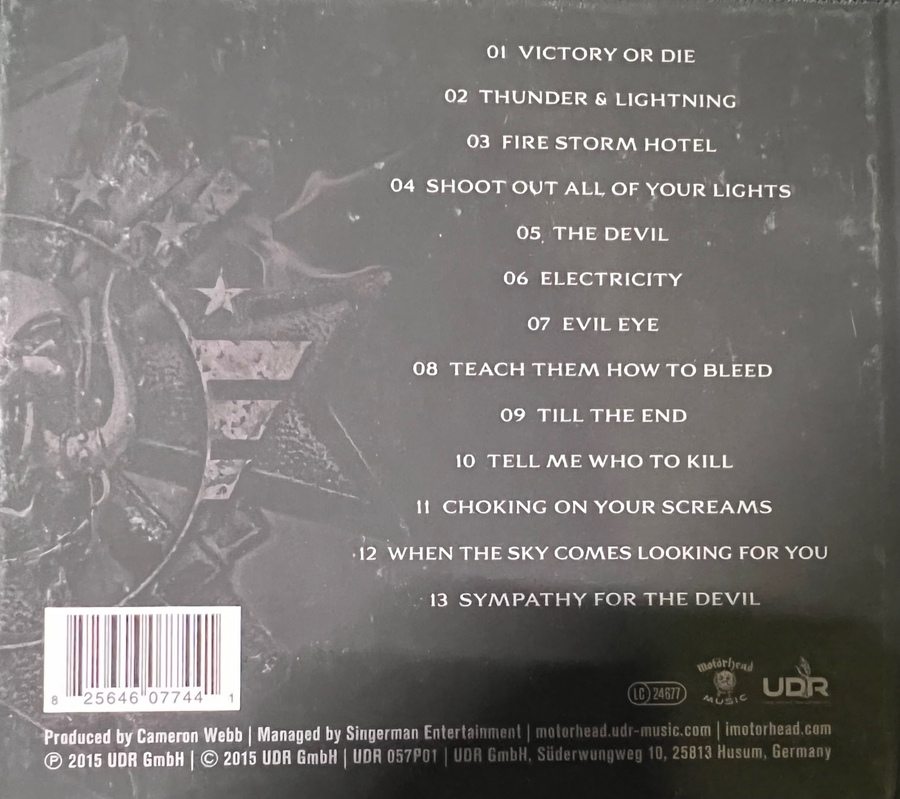 01 VICTORY OR DIE
02 THUNDER & LIGHTNING
03 FIRE STORM HOTEL
04 SHOOT OUT ALL OF YOUR LIGHTS
05 THE DEVIL
06 ELECTRICITY
07 EVIL EYE
08 TEACH THEM HOW TO BLEED
09 TILL THE END
10 TELL ME WHO TO KILL
11 CHOKING ON YOUR SCREAMS
12 WHEN THE SKY COMES LOOKING FOR YOU
13 SYMPATHY FOR THE DEVIL
8 25646 07744 1
LC 24677
Motörhead
MUSIC
UDR
Produced by Cameron Webb | Managed by Singerman Entertainment | motorhead.udr-music.com | imotorhead.com
℗ 2015 UDR GmbH | © 2015 UDR GmbH | UDR 057P01 | UDR GmbH, Süderwungweg 10, 25813 Husum, Germany